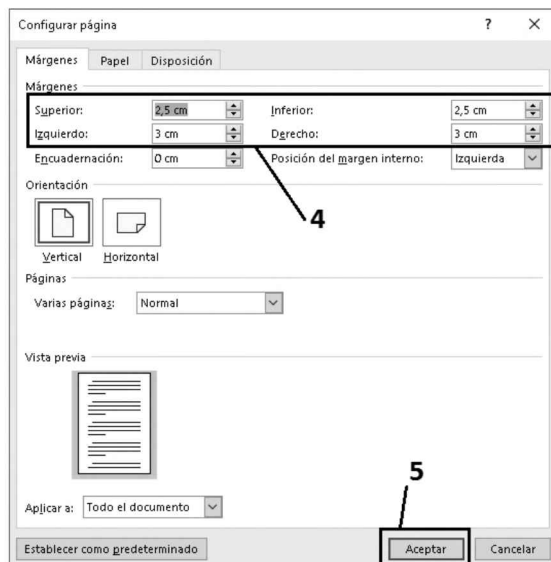 Configurar página ? ×
Márgenes Papel Disposición
Márgenes
Superior: 2,5 cm Inferior: 2,5 cm
Izquierdo: 3 cm Derecho: 3 cm
Encuadernación: 0 cm Posición del margen interno: Izquierda
4
Orientación
Vertical Horizontal
Páginas
Varias páginas: Normal
Vista previa
5
Aplicar a: Todo el documento
Establecer como predeterminado Aceptar Cancelar